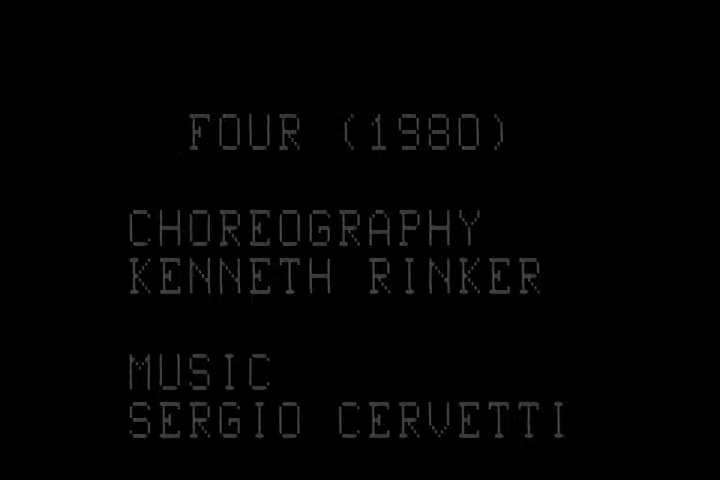 FOUR (1980)
CHOREOGRAPHY
KENNETH RINKER
MUSIC
SERGIO CERVETTI